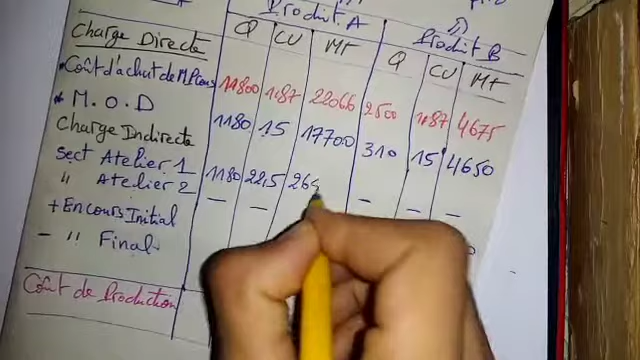 Produit A Produit B
Q CU MT Q CU MT
Charge Directe
Coût d'achat de M.P cons 11800 1.87 22066 2500 1.87 4675
* M.O.D 1180 15 17700 310 15 4650
Charge Indirecte
Sect Atelier 1 1180 22,5 265
" Atelier 2 — — — —
+ Encours Initial
- " Final
Coût de Production